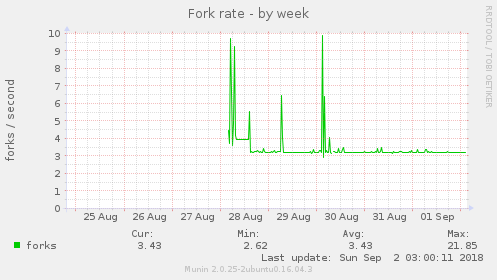 Fork rate - by week
RRDTOOL / TOBI OETIKER
forks / second
10
9
8
7
6
5
4
3
2
1
0
25 Aug 26 Aug 27 Aug 28 Aug 29 Aug 30 Aug 31 Aug 01 Sep
Cur: Min: Avg: Max:
forks 3.43 2.62 3.43 21.85
Last update: Sun Sep 2 03:00:11 2018
Munin 2.0.25-2ubuntu0.16.04.3